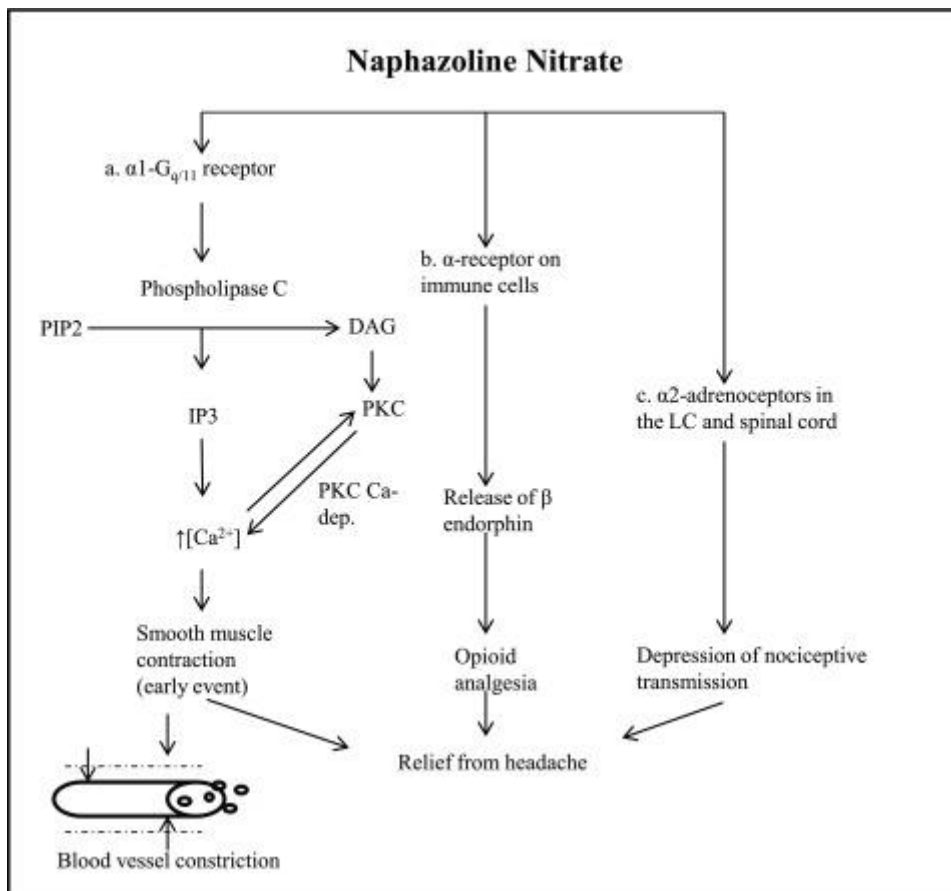 Naphazoline Nitrate
a. α1-Gq/11 receptor
Phospholipase C
PIP2
DAG
IP3
PKC
PKC Ca-
dep.
↑[Ca²⁺]
Smooth muscle
contraction
(early event)
Blood vessel constriction
b. α-receptor on
immune cells
Release of β
endorphin
Opioid
analgesia
c. α2-adrenoceptors in
the LC and spinal cord
Depression of nociceptive
transmission
Relief from headache